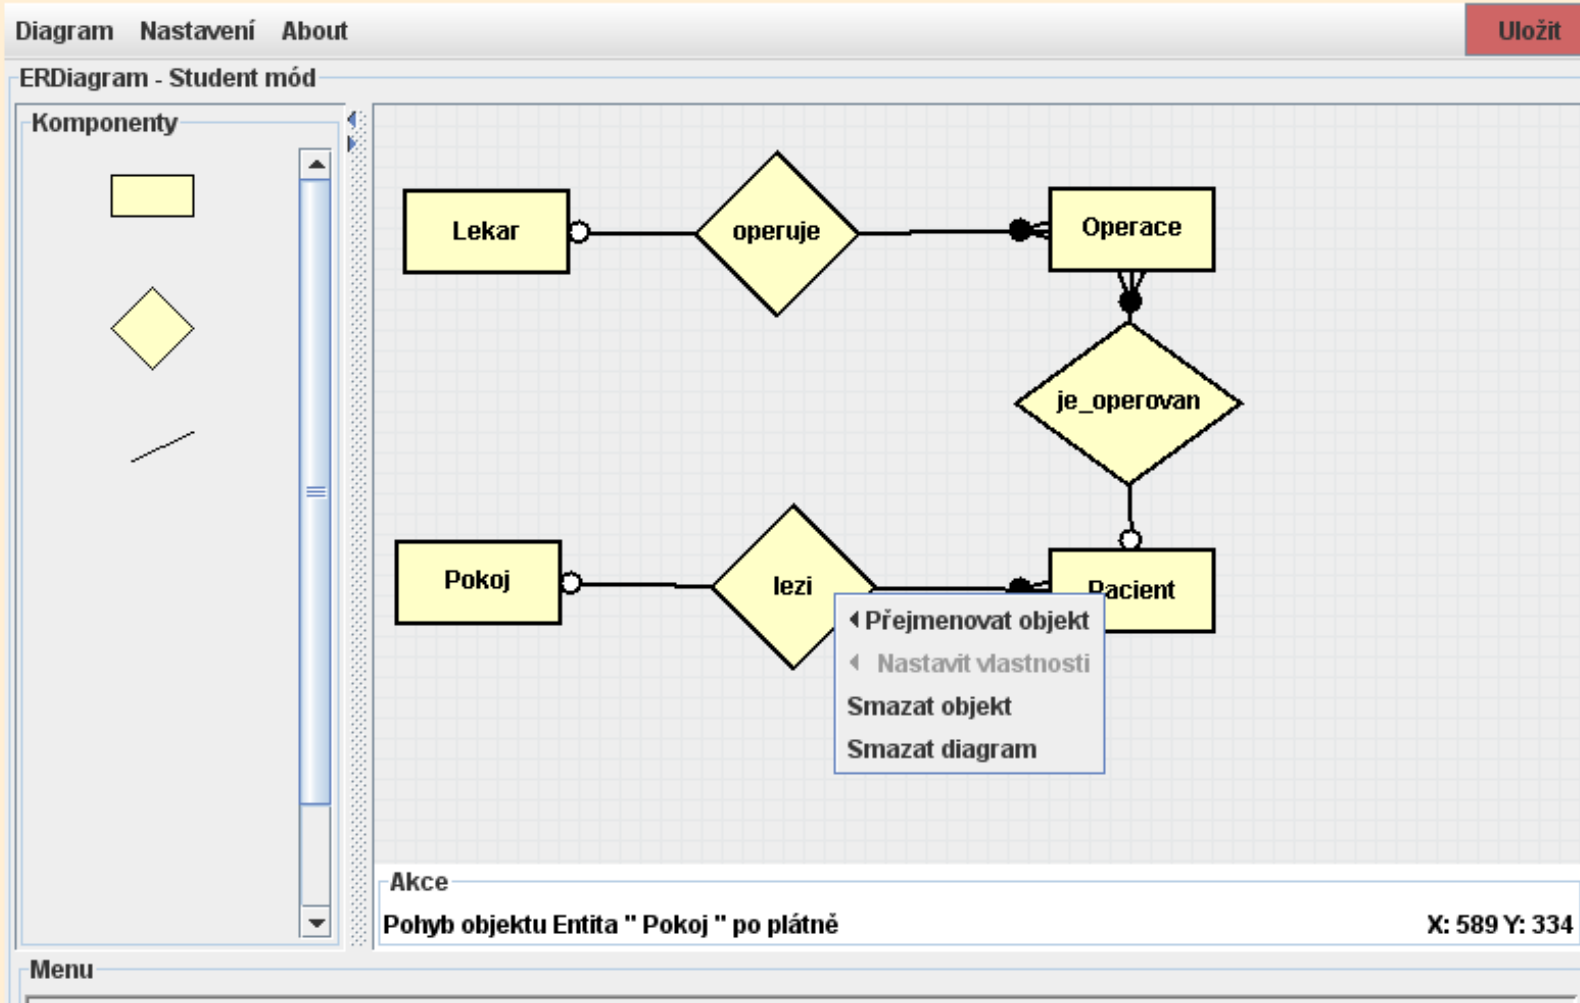 Diagram Nastavení About Uložit
ERDiagram - Student mód
Komponenty
Lekar operuje Operace
je_operovan
Pokoj lezi Pacient
Přejmenovat objekt
Nastavit vlastnosti
Smazat objekt
Smazat diagram
Akce
Pohyb objektu Entita " Pokoj " po plátně X: 589 Y: 334
Menu